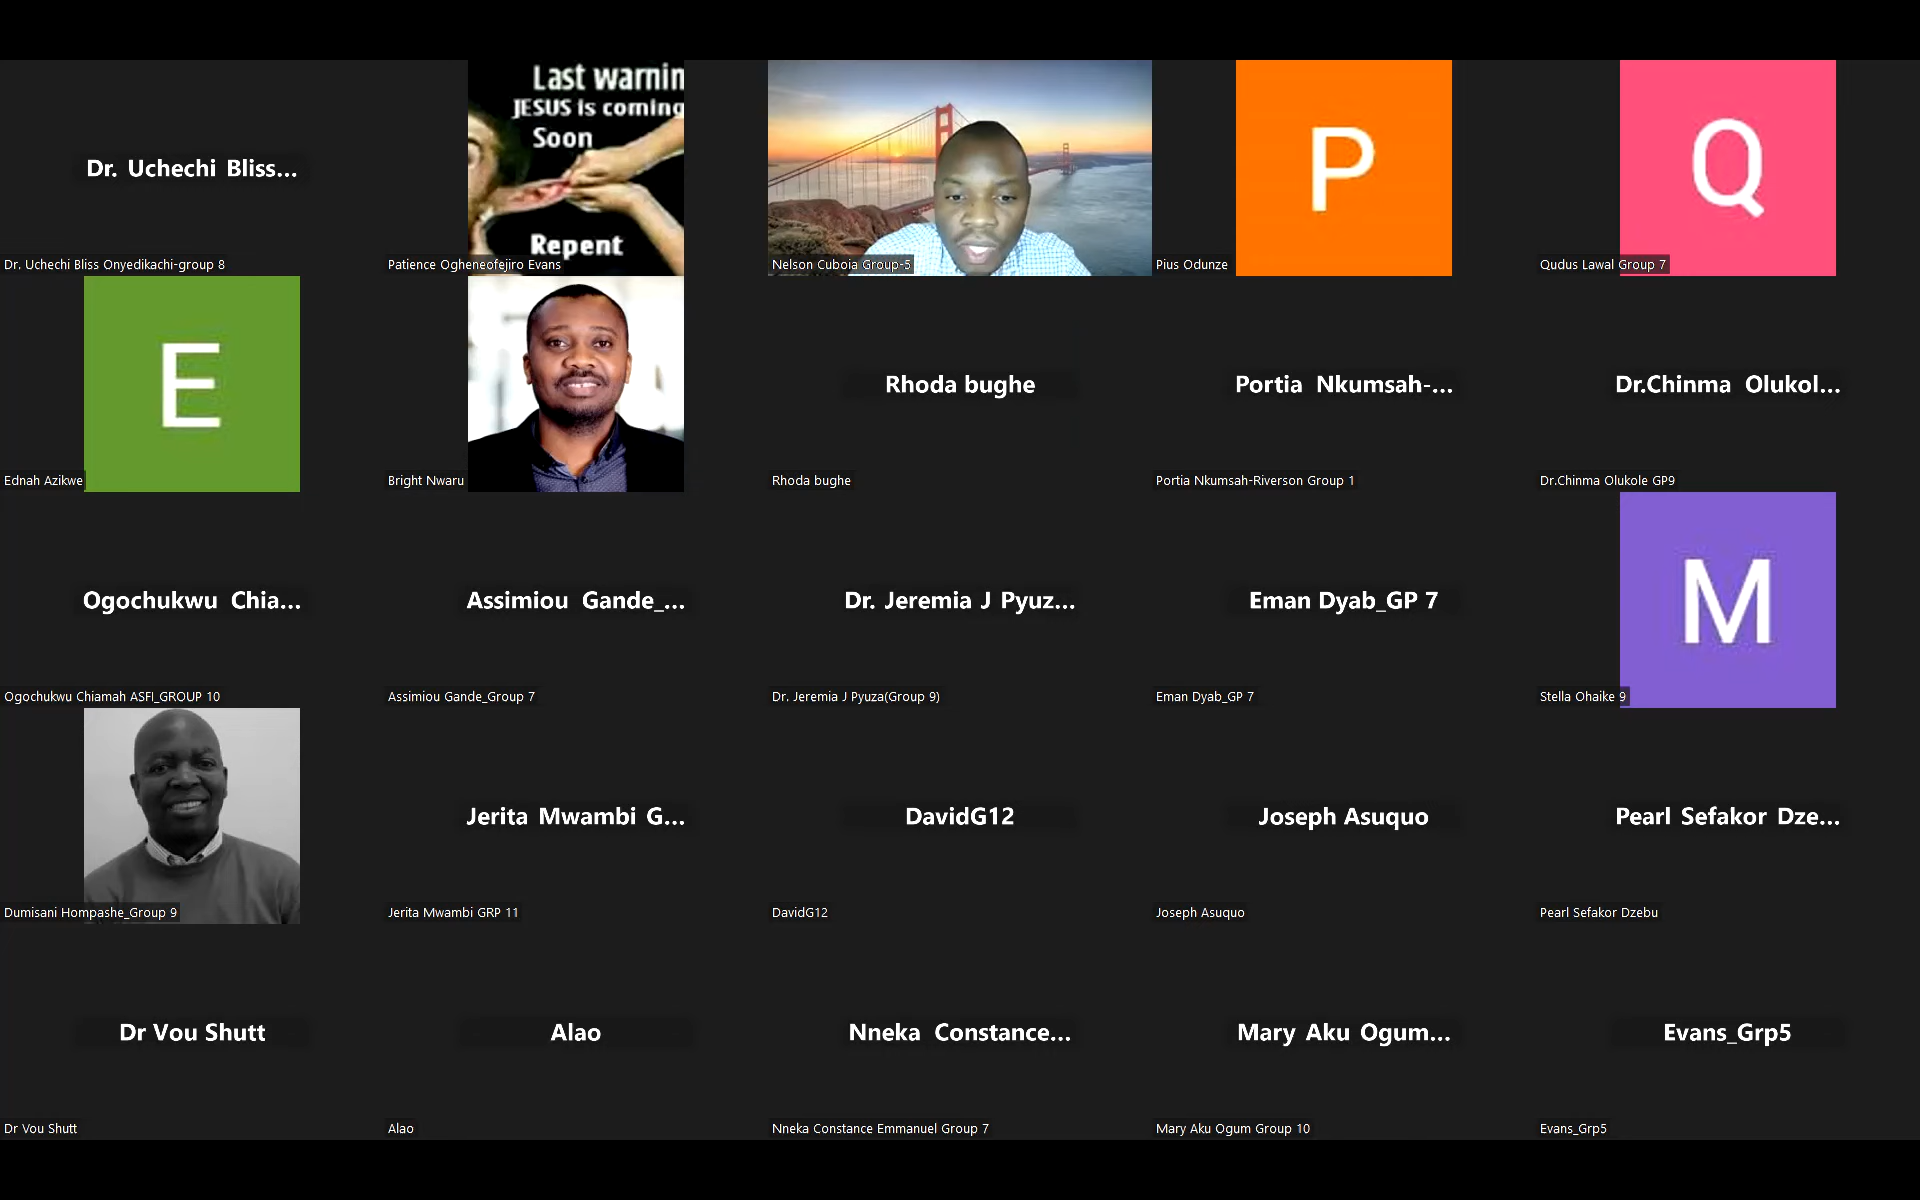 Dr. Uchechi Bliss...
Dr. Uchechi Bliss Onyedikachi-group 8
Last warnin
JESUS is coming
Soon
Repent
Patience Ogheneofejiro Evans
Nelson Cuboia Group-5
P
Pius Odunze
Q
Qudus Lawal Group 7
E
Ednah Azikwe
Bright Nwaru
Rhoda bughe
Rhoda bughe
Portia Nkumsah-...
Portia Nkumsah-Riverson Group 1
Dr.Chinma Olukol...
Dr.Chinma Olukole GP9
Ogochukwu Chia...
Ogochukwu Chiamah ASFI_GROUP 10
Assimiou Gande_...
Assimiou Gande_Group 7
Dr. Jeremia J Pyuz...
Dr. Jeremia J Pyuza(Group 9)
Eman Dyab_GP 7
Eman Dyab_GP 7
M
Stella Ohaike 9
Dumisani Hompashe_Group 9
Jerita Mwambi G...
Jerita Mwambi GRP 11
DavidG12
DavidG12
Joseph Asuquo
Joseph Asuquo
Pearl Sefakor Dze...
Pearl Sefakor Dzebu
Dr Vou Shutt
Dr Vou Shutt
Alao
Alao
Nneka Constance...
Nneka Constance Emmanuel Group 7
Mary Aku Ogum...
Mary Aku Ogum Group 10
Evans_Grp5
Evans_Grp5